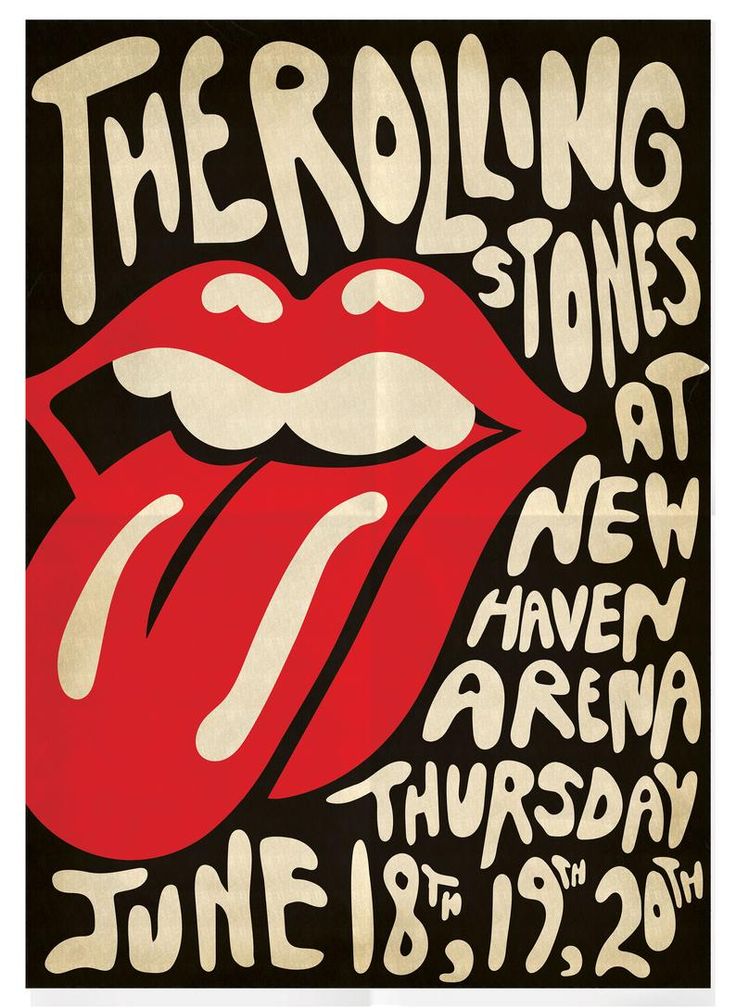 THE ROLLING
STONES
AT
NEW
HAVEN
ARENA
THURSDAY
JUNE 18TH, 19TH, 20TH